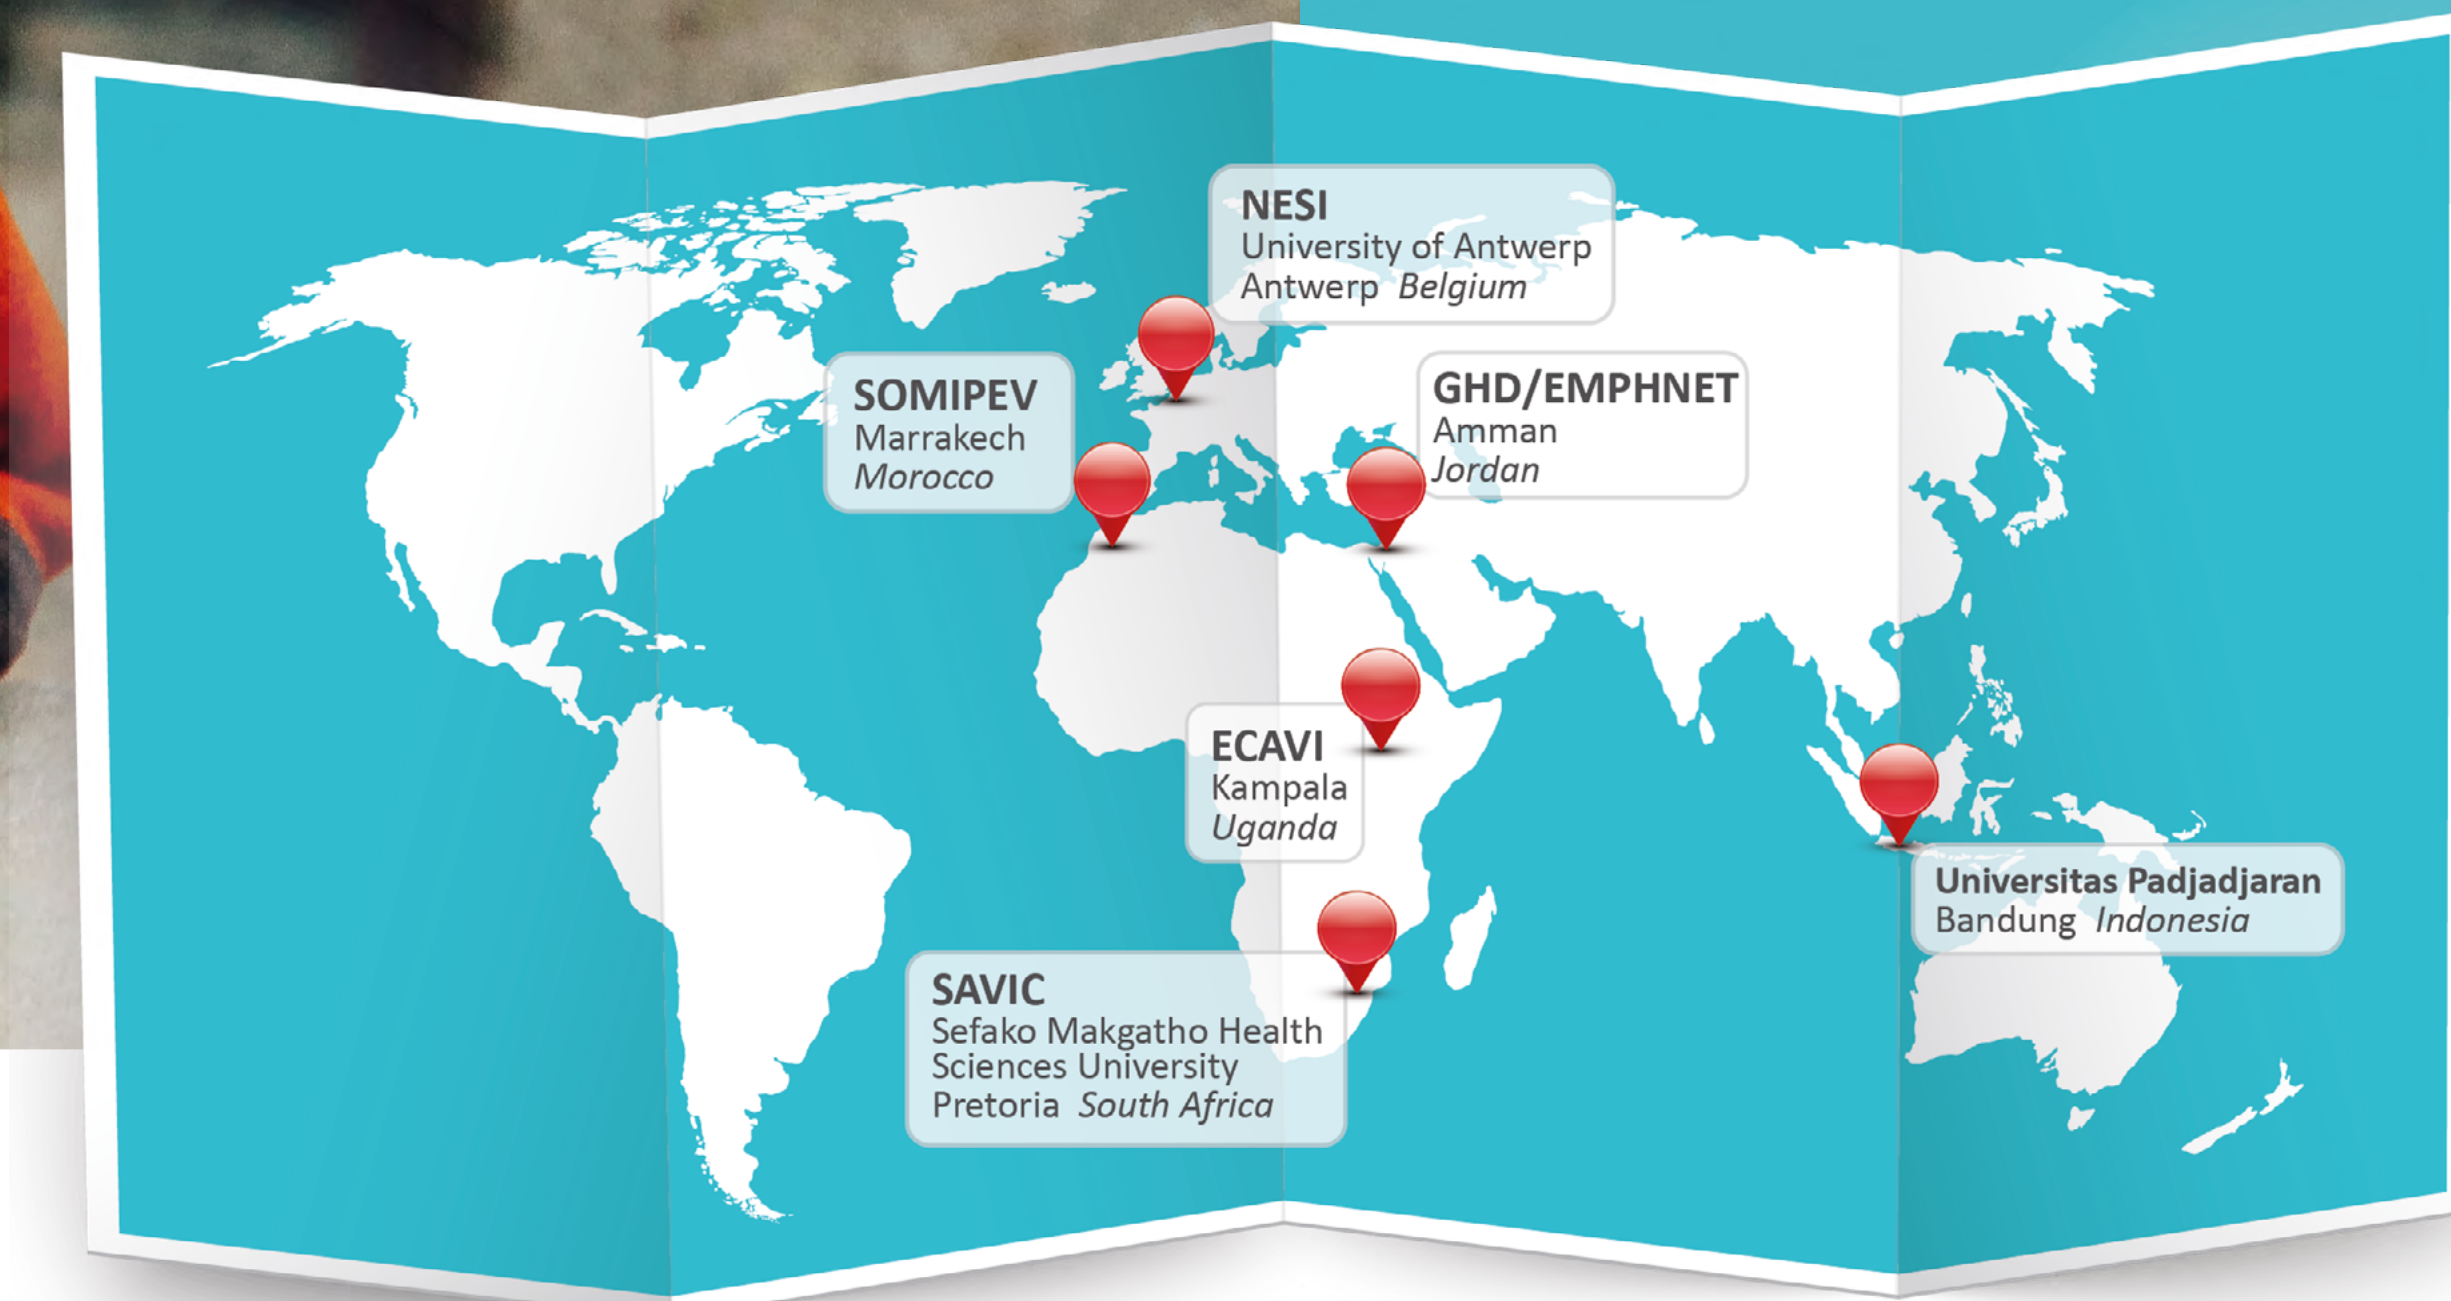 NESI
University of Antwerp
Antwerp Belgium
SOMIPEV
Marrakech
Morocco
GHD/EMPHNET
Amman
Jordan
ECAVI
Kampala
Uganda
Universitas Padjadjaran
Bandung Indonesia
SAVIC
Sefako Makgatho Health
Sciences University
Pretoria South Africa